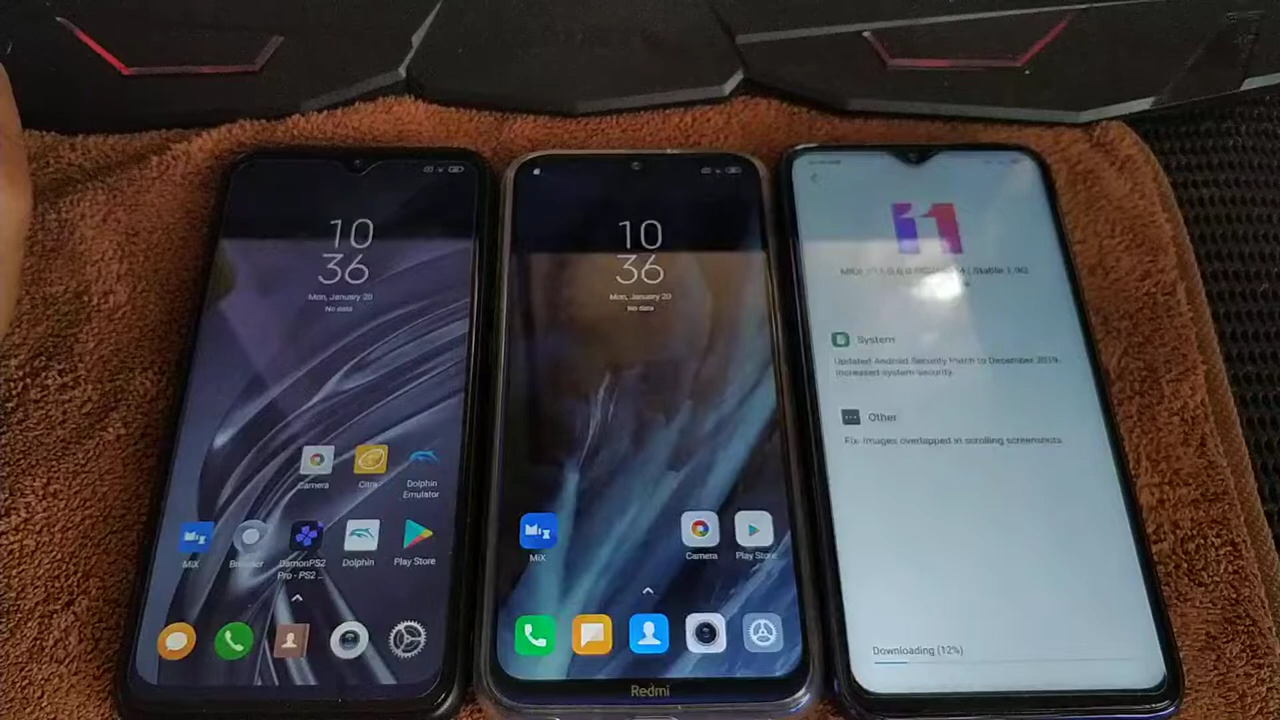 10
36
Mon, January 20
No data
Camera
Citra
Dolphin
Emulator
MiX
Browser
DamonPS2
Pro - PS2 ...
Dolphin
Play Store
10
36
Mon, January 20
No data
MiX
Camera
Play Store
Redmi
11
System
Updated Android Security Patch to December 2019.
Increased system security.
Other
Fix: Images overlapped in scrolling screenshots
Downloading (12%)